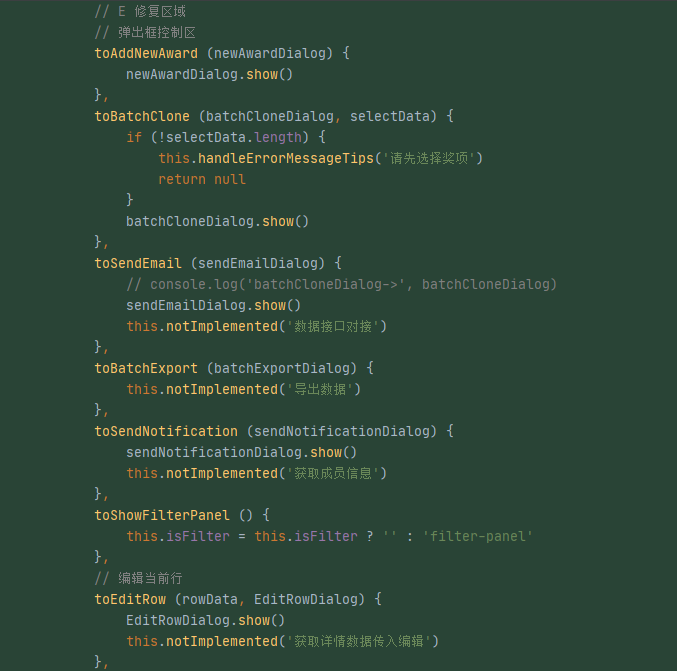 // E 修复区域
// 弹出框控制区
toAddNewAward (newAwardDialog) {
newAwardDialog.show()
},
toBatchClone (batchCloneDialog, selectData) {
if (!selectData.length) {
this.handleErrorMessageTips('请先选择奖项')
return null
}
batchCloneDialog.show()
},
toSendEmail (sendEmailDialog) {
// console.log('batchCloneDialog->', batchCloneDialog)
sendEmailDialog.show()
this.notImplemented('数据接口对接')
},
toBatchExport (batchExportDialog) {
this.notImplemented('导出数据')
},
toSendNotification (sendNotificationDialog) {
sendNotificationDialog.show()
this.notImplemented('获取成员信息')
},
toShowFilterPanel () {
this.isFilter = this.isFilter ? '' : 'filter-panel'
},
// 编辑当前行
toEditRow (rowData, EditRowDialog) {
EditRowDialog.show()
this.notImplemented('获取详情数据传入编辑')
},